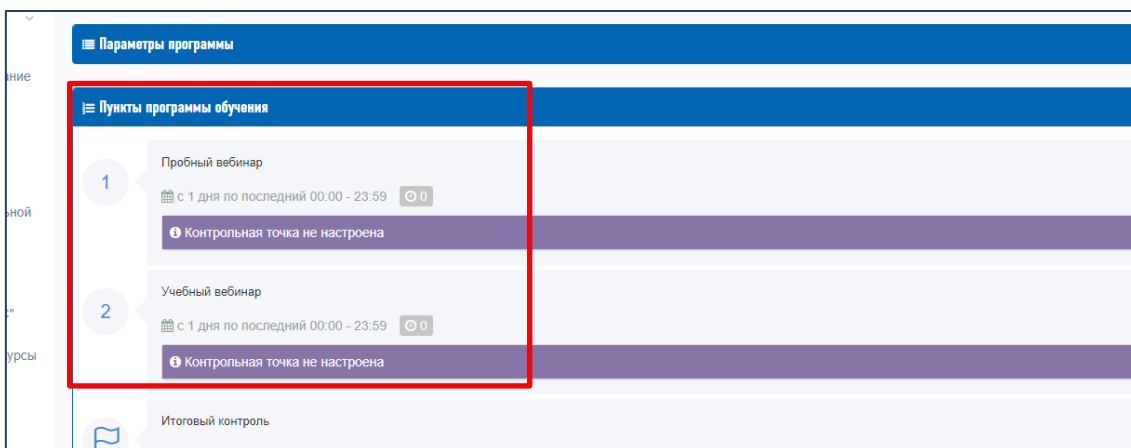 Параметры программы
Пункты программы обучения
1
Пробный вебинар
с 1 дня по последний 00:00 - 23:59 0
Контрольная точка не настроена
2
Учебный вебинар
с 1 дня по последний 00:00 - 23:59 0
Контрольная точка не настроена
Итоговый контроль